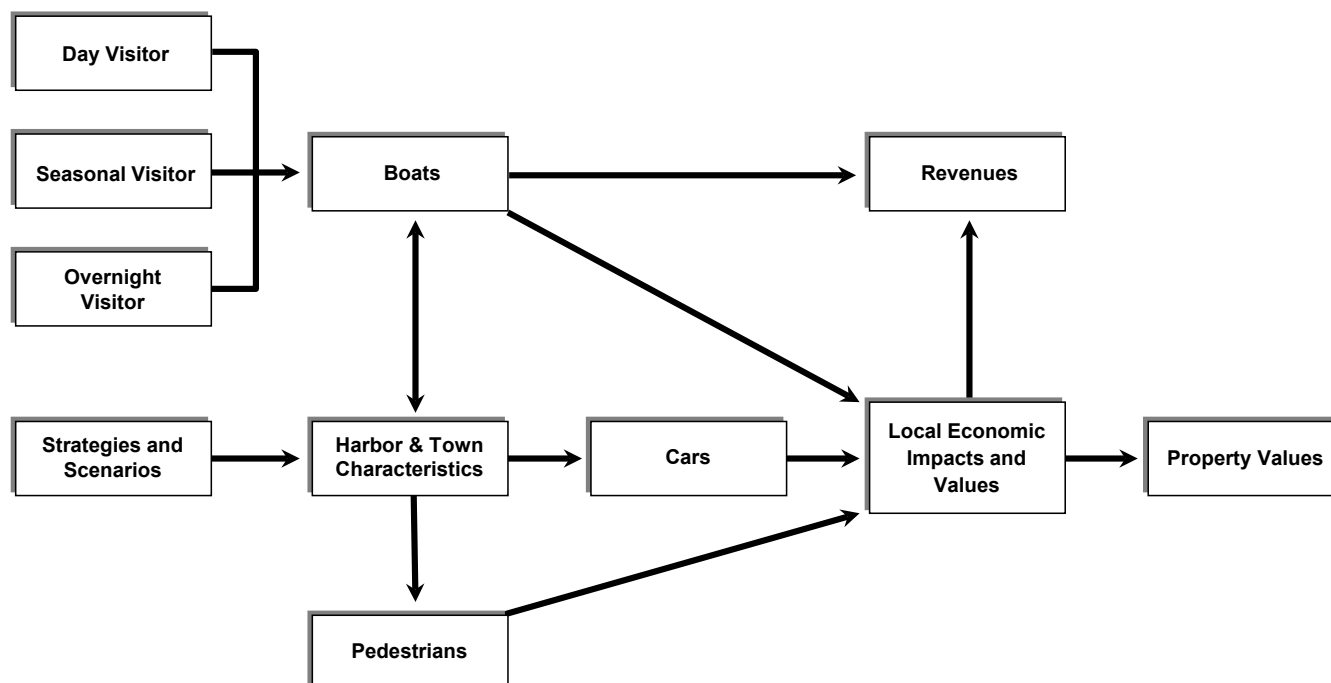 Day Visitor
Seasonal Visitor
Overnight
Visitor
Boats
Revenues
Strategies and
Scenarios
Harbor & Town
Characteristics
Cars
Local Economic
Impacts and
Values
Property Values
Pedestrians